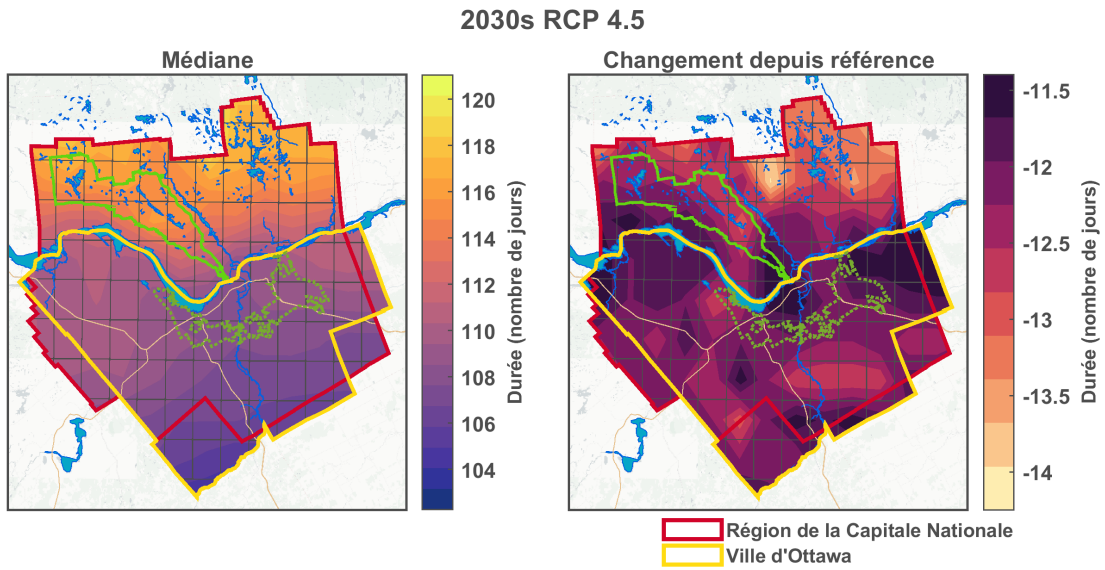 2030s RCP 4.5
Médiane
Changement depuis référence
120
118
116
114
112
110
108
106
104
Durée (nombre de jours)
-11.5
-12
-12.5
-13
-13.5
-14
Durée (nombre de jours)
Région de la Capitale Nationale
Ville d'Ottawa